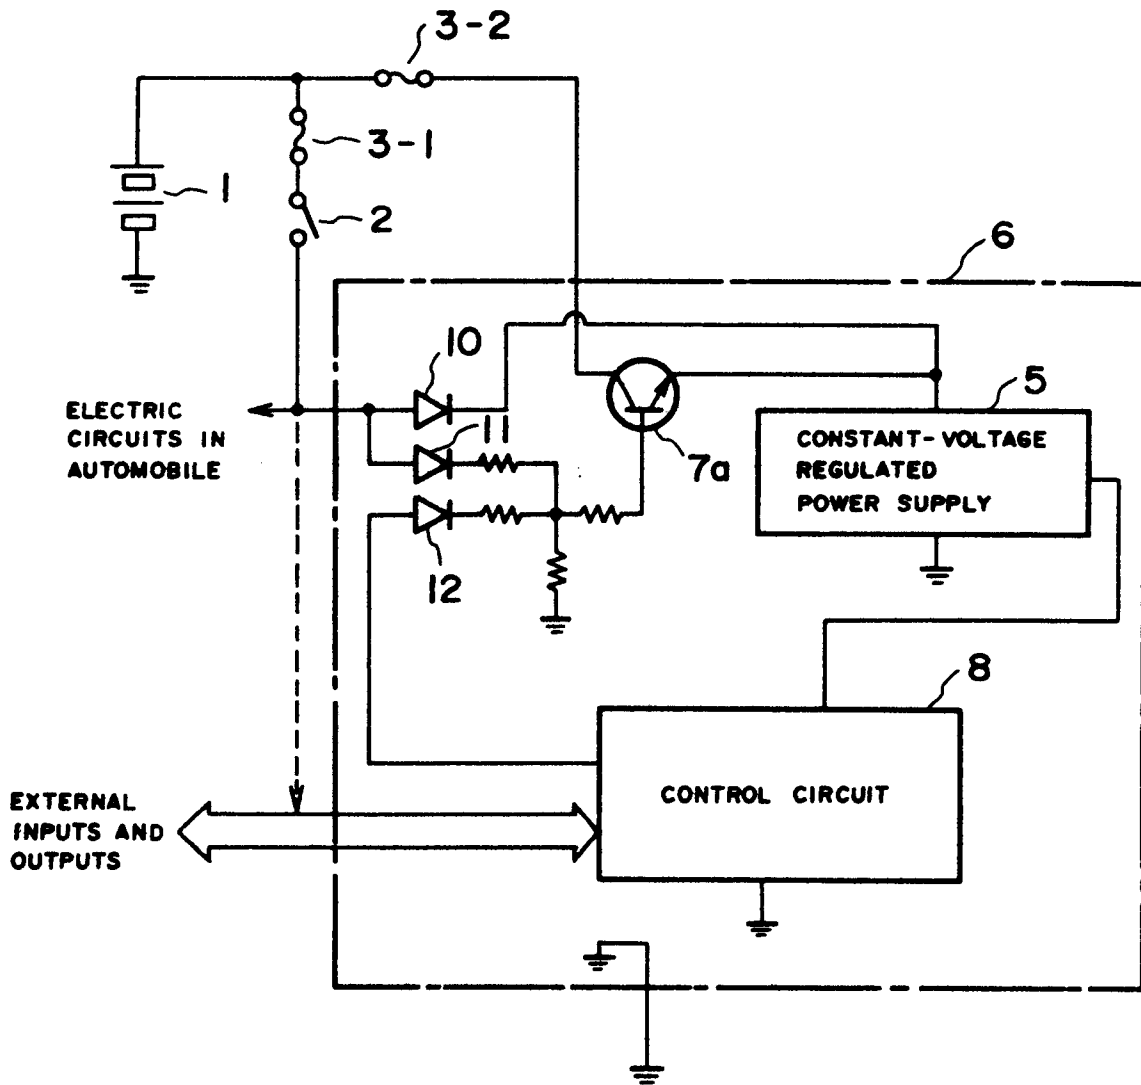 3-2
3-1
1
2
6
10
5
ELECTRIC
CIRCUITS IN
AUTOMOBILE
11
7a
CONSTANT-VOLTAGE
REGULATED
POWER SUPPLY
12
8
CONTROL CIRCUIT
EXTERNAL
INPUTS AND
OUTPUTS